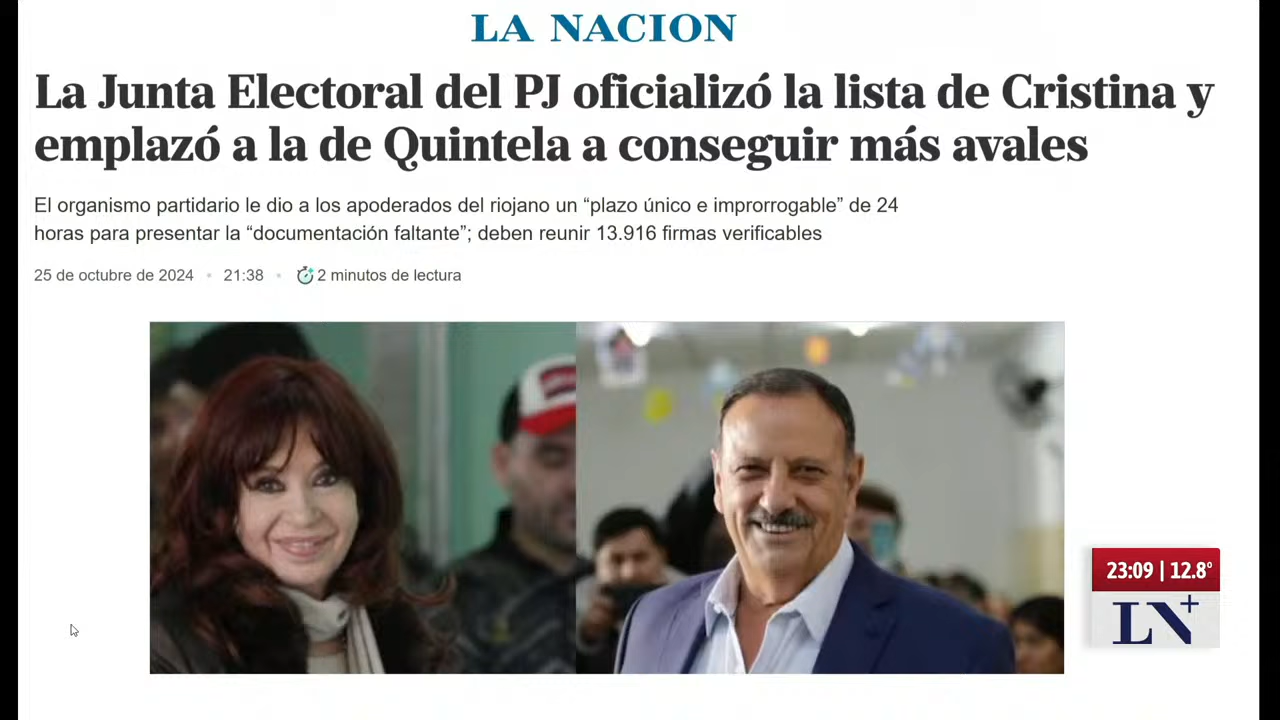 LA NACION
La Junta Electoral del PJ oficializó la lista de Cristina y
emplazó a la de Quintela a conseguir más avales
El organismo partidario le dio a los apoderados del riojano un “plazo único e improrrogable” de 24
horas para presentar la “documentación faltante”; deben reunir 13.916 firmas verificables
25 de octubre de 2024 • 21:38 • 2 minutos de lectura
23:09 | 12.8°
LN+